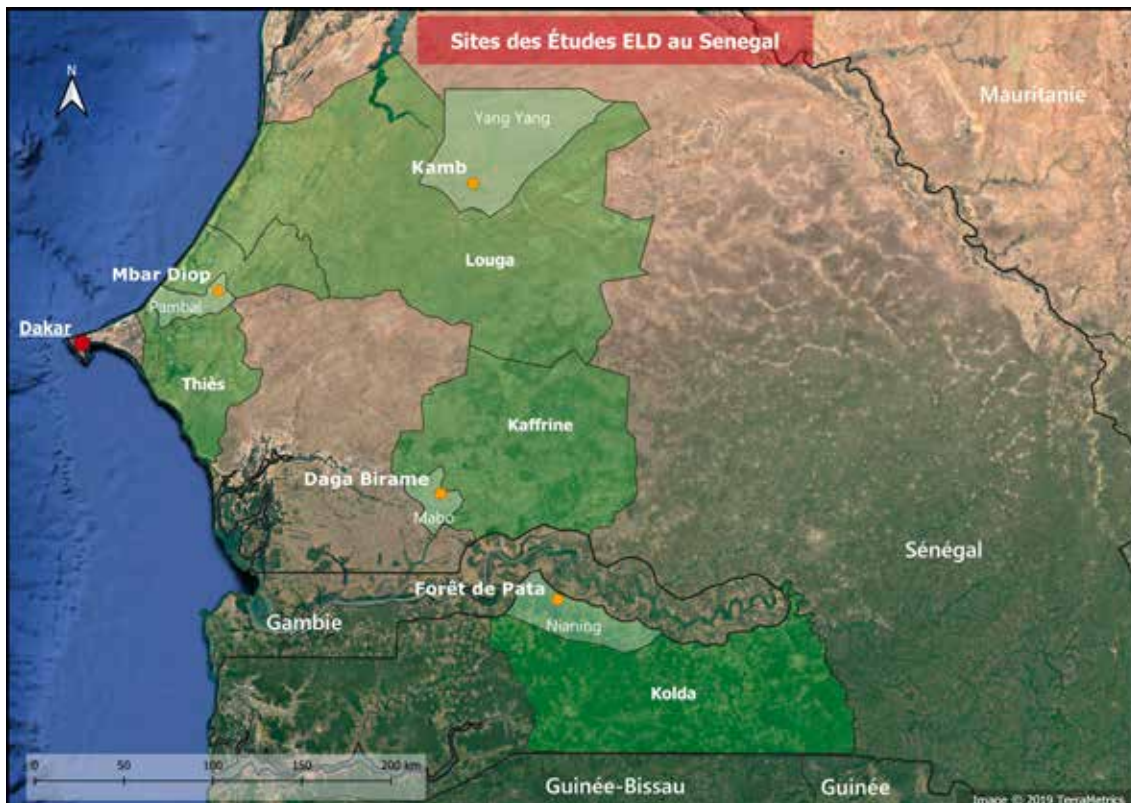 Sites des Études ELD au Senegal
N
Mauritanie
Yang Yang
Kamb
Louga
Mbar Diop
Pambal
Dakar
Thiès
Kaffrine
Daga Birame
Mabo
Sénégal
Forêt de Pata
Gambie
Nianing
Kolda
0 50 100 200 km
Guinée-Bissau
Guinée
Image © 2019 TerraMetrics